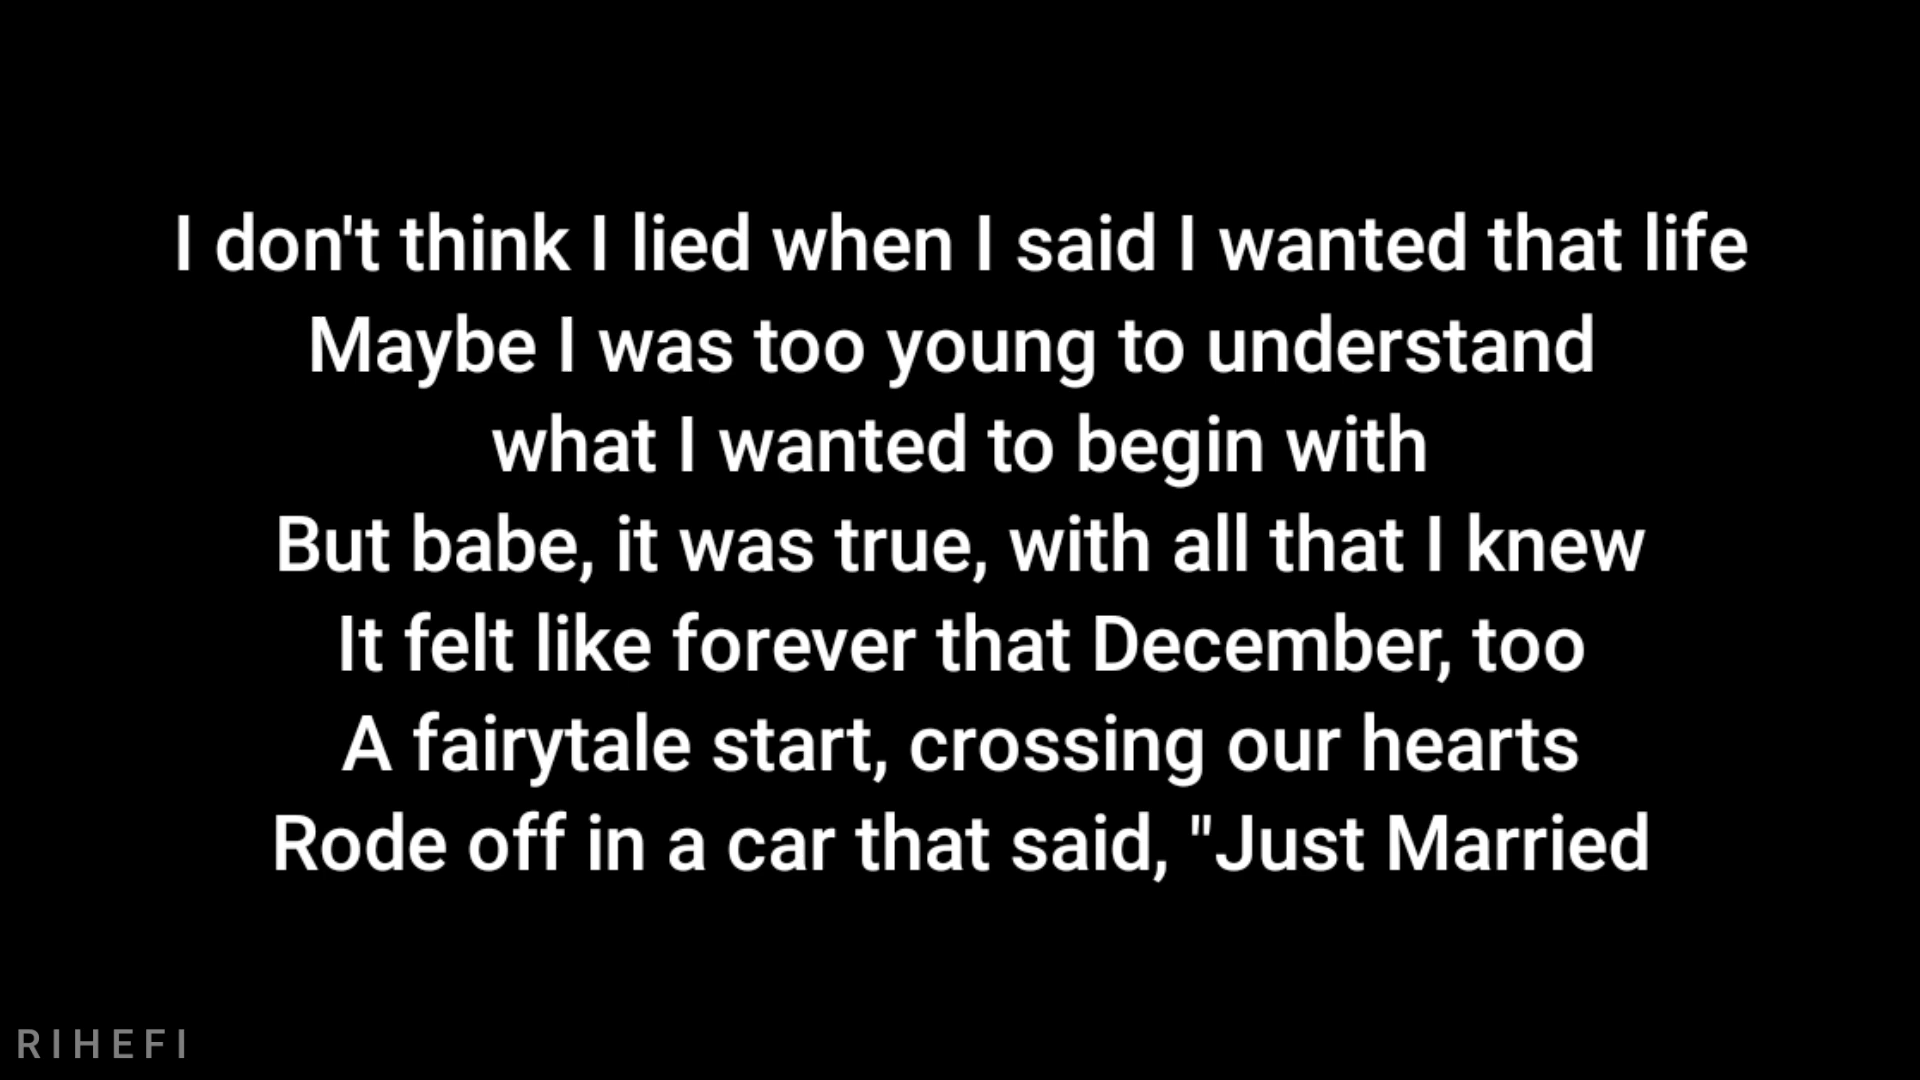 I don't think I lied when I said I wanted that life
Maybe I was too young to understand
what I wanted to begin with
But babe, it was true, with all that I knew
It felt like forever that December, too
A fairytale start, crossing our hearts
Rode off in a car that said, "Just Married
RIHEFI